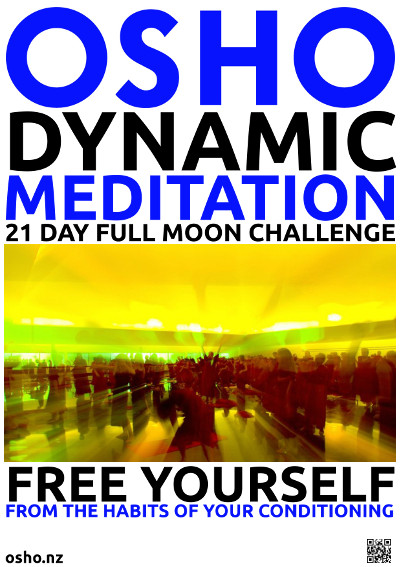 OSHO
DYNAMIC
MEDITATION
21 DAY FULL MOON CHALLENGE
FREE YOURSELF
FROM THE HABITS OF YOUR CONDITIONING
osho.nz